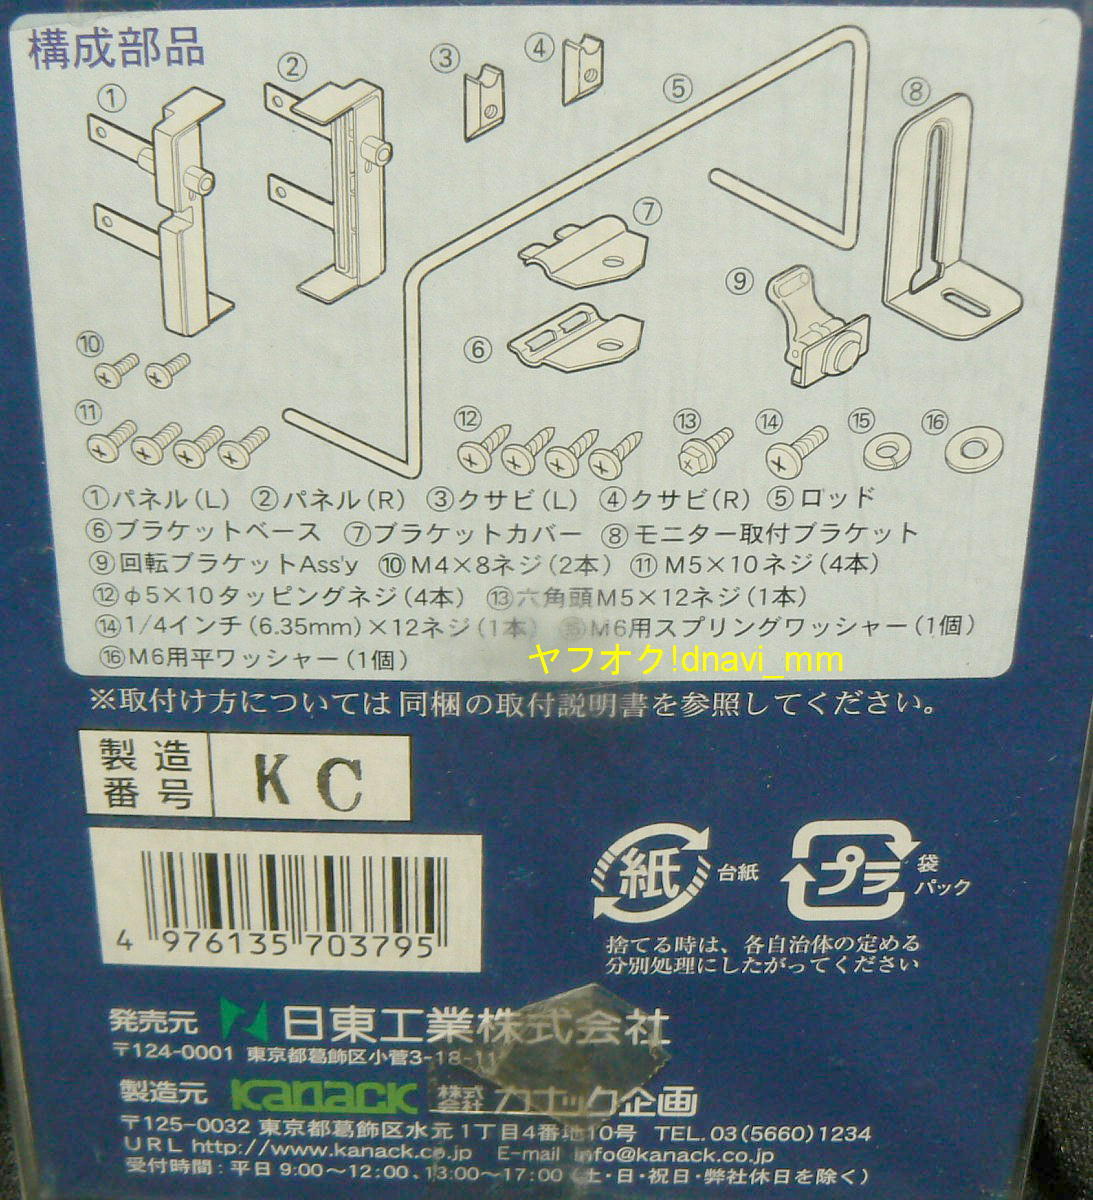 構成部品
① ② ③ ④ ⑤ ⑧
⑦ ⑨
⑩ ⑥
⑪ ⑫ ⑬ ⑭ ⑮ ⑯
①パネル(L) ②パネル(R) ③クサビ(L) ④クサビ(R) ⑤ロッド
⑥ブラケットベース ⑦ブラケットカバー ⑧モニター取付ブラケット
⑨回転ブラケットAss'y ⑩M4×8ネジ(2本) ⑪M5×10ネジ(4本)
⑫φ5×10タッピングネジ(4本) ⑬六角頭M5×12ネジ(1本)
⑭1/4インチ(6.35mm)×12ネジ(1本) ⑮M6用スプリングワッシャー(1個)
⑯M6用平ワッシャー(1個)
ヤフオク!dnavi_mm
※取付け方については同梱の取付説明書を参照してください。
製造
番号
KC
4 976135 703795
紙 台紙
プラ 袋
パック
捨てる時は、各自治体の定める
分別処理にしたがってください
発売元 日東工業株式会社
〒124-0001 東京都葛飾区小菅3-18-11
製造元 Kanack 株式会社 カナック企画
〒125-0032 東京都葛飾区水元1丁目4番地10号 TEL.03(5660)1234
URL http://www.kanack.co.jp E-mail info@kanack.co.jp
受付時間:平日9:00〜12:00、13:00〜17:00(土・日・祝日・弊社休日を除く)